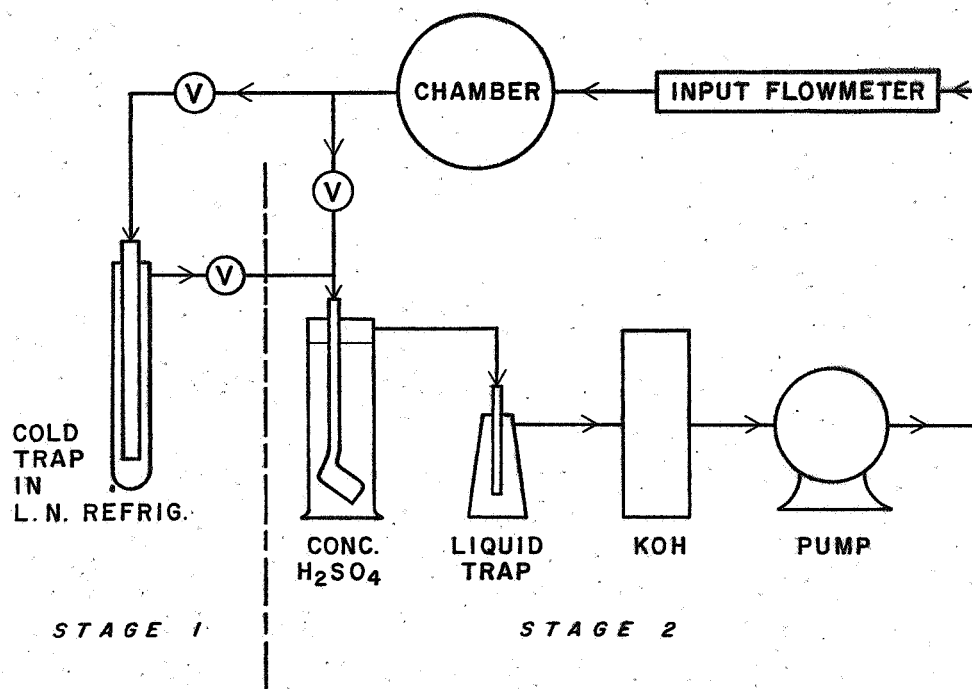 CHAMBER
INPUT FLOWMETER
V
V
V
COLD
TRAP
IN
L.N. REFRIG.
CONC.
H₂SO₄
LIQUID
TRAP
KOH
PUMP
STAGE 1
STAGE 2